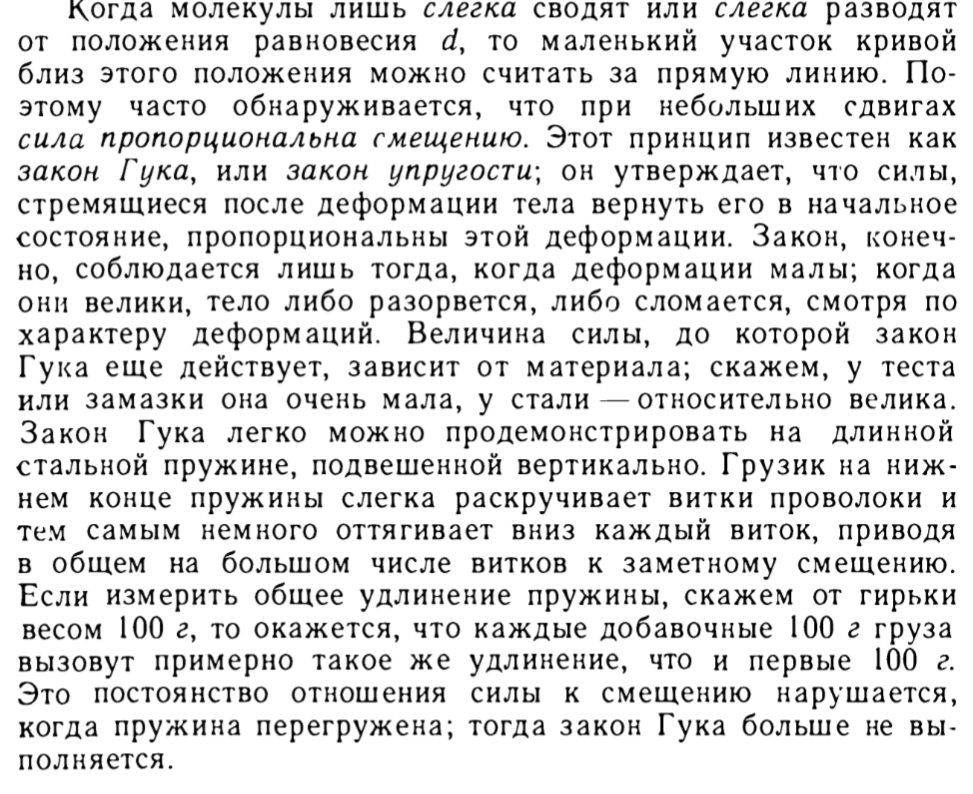 Когда молекулы лишь слегка сводят или слегка разводят
от положения равновесия d, то маленький участок кривой
близ этого положения можно считать за прямую линию. По-
этому часто обнаруживается, что при небольших сдвигах
сила пропорциональна смещению. Этот принцип известен как
закон Гука, или закон упругости; он утверждает, что силы,
стремящиеся после деформации тела вернуть его в начальное
состояние, пропорциональны этой деформации. Закон, конеч-
но, соблюдается лишь тогда, когда деформации малы; когда
они велики, тело либо разорвется, либо сломается, смотря по
характеру деформаций. Величина силы, до которой закон
Гука еще действует, зависит от материала; скажем, у теста
или замазки она очень мала, у стали — относительно велика.
Закон Гука легко можно продемонстрировать на длинной
стальной пружине, подвешенной вертикально. Грузик на ниж-
нем конце пружины слегка раскручивает витки проволоки и
тем самым немного оттягивает вниз каждый виток, приводя
в общем на большом числе витков к заметному смещению.
Если измерить общее удлинение пружины, скажем от гирьки
весом 100 г, то окажется, что каждые добавочные 100 г груза
вызовут примерно такое же удлинение, что и первые 100 г.
Это постоянство отношения силы к смещению нарушается,
когда пружина перегружена; тогда закон Гука больше не вы-
полняется.